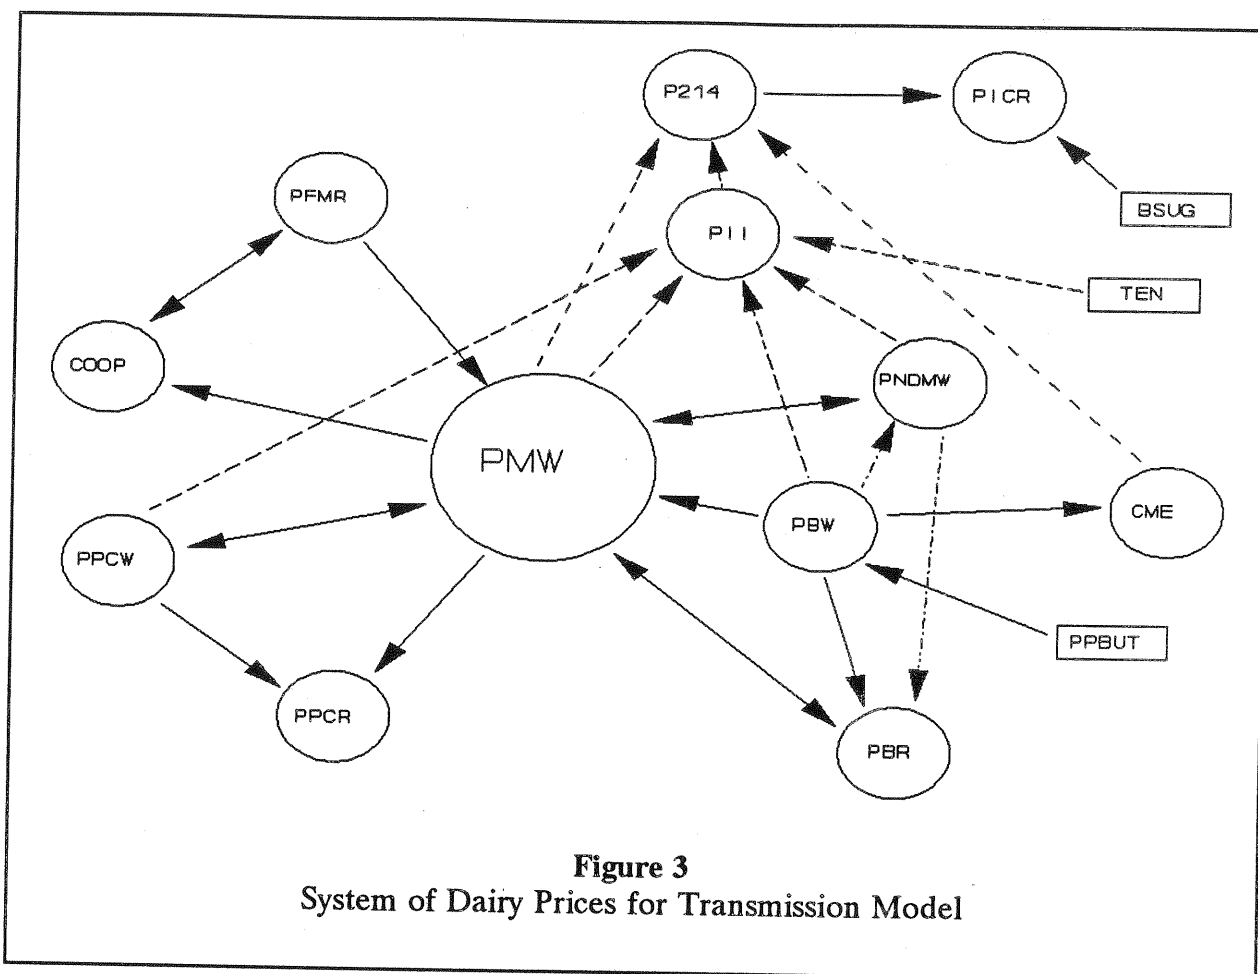 P214
PICR
PFMR
BSUG
PII
TEN
COOP
PNDMW
PMW
CME
PBW
PPCW
PPBUT
PPCR
PBR
Figure 3
System of Dairy Prices for Transmission Model